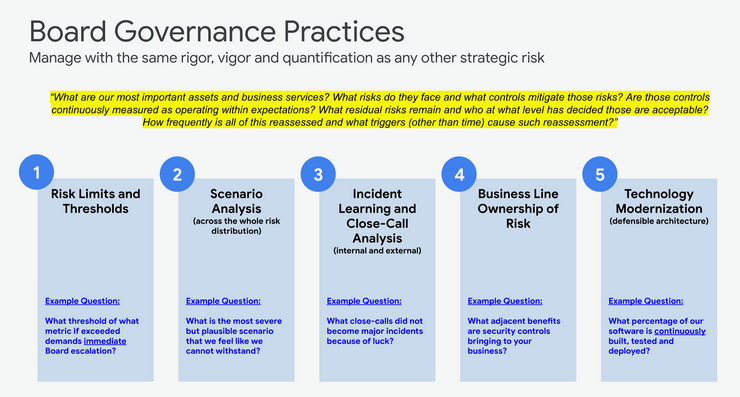 Board Governance Practices
Manage with the same rigor, vigor and quantification as any other strategic risk
“What are our most important assets and business services? What risks do they face and what controls mitigate those risks? Are those controls
continuously measured as operating within expectations? What residual risks remain and who at what level has decided those are acceptable?
How frequently is all of this reassessed and what triggers (other than time) cause such reassessment?”
1
Risk Limits and
Thresholds
Example Question:
What threshold of what
metric if exceeded
demands immediate
Board escalation?
2
Scenario
Analysis
(across the whole risk
distribution)
Example Question:
What is the most severe
but plausible scenario
that we feel like we
cannot withstand?
3
Incident
Learning and
Close-Call
Analysis
(internal and external)
Example Question:
What close-calls did not
become major incidents
because of luck?
4
Business Line
Ownership of
Risk
Example Question:
What adjacent benefits
are security controls
bringing to your
business?
5
Technology
Modernization
(defensible architecture)
Example Question:
What percentage of our
software is continuously
built, tested and
deployed?